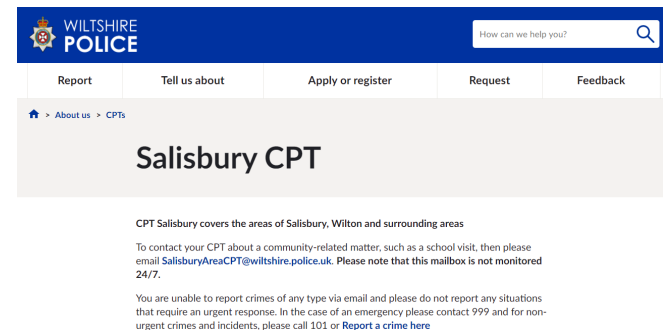 WILTSHIRE
POLICE
How can we help you?
Report
Tell us about
Apply or register
Request
Feedback
> About us > CPTs
Salisbury CPT
CPT Salisbury covers the areas of Salisbury, Wilton and surrounding areas
To contact your CPT about a community-related matter, such as a school visit, then please
email SalisburyAreaCPT@wiltshire.police.uk. Please note that this mailbox is not monitored
24/7.
You are unable to report crimes of any type via email and please do not report any situations
that require an urgent response. In the case of an emergency please contact 999 and for non-
urgent crimes and incidents, please call 101 or Report a crime here